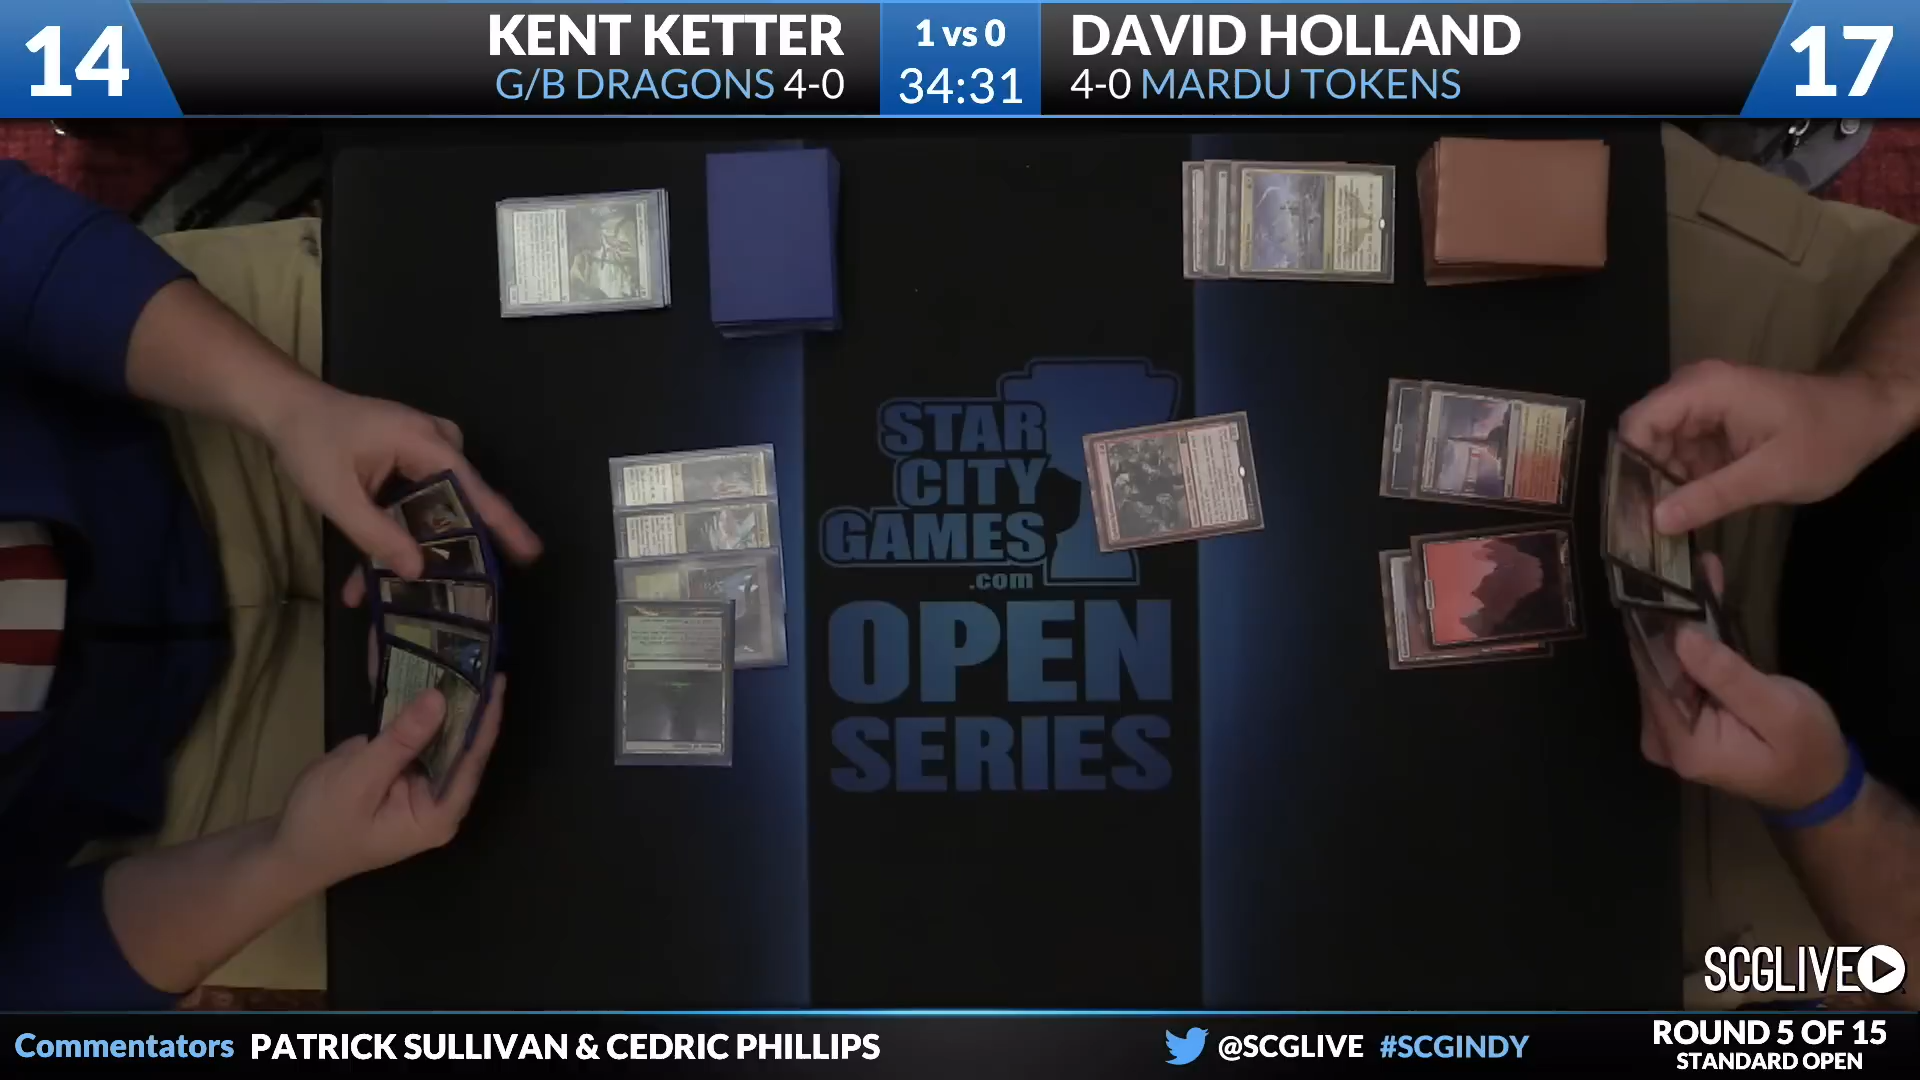 14
KENT KETTER
G/B DRAGONS 4-0
1 vs 0
34:31
DAVID HOLLAND
4-0 MARDU TOKENS
17
STAR
CITY
GAMES
.com
OPEN
SERIES
SCGLIVE
Commentators PATRICK SULLIVAN & CEDRIC PHILLIPS
@SCGLIVE #SCGINDY
ROUND 5 OF 15
STANDARD OPEN